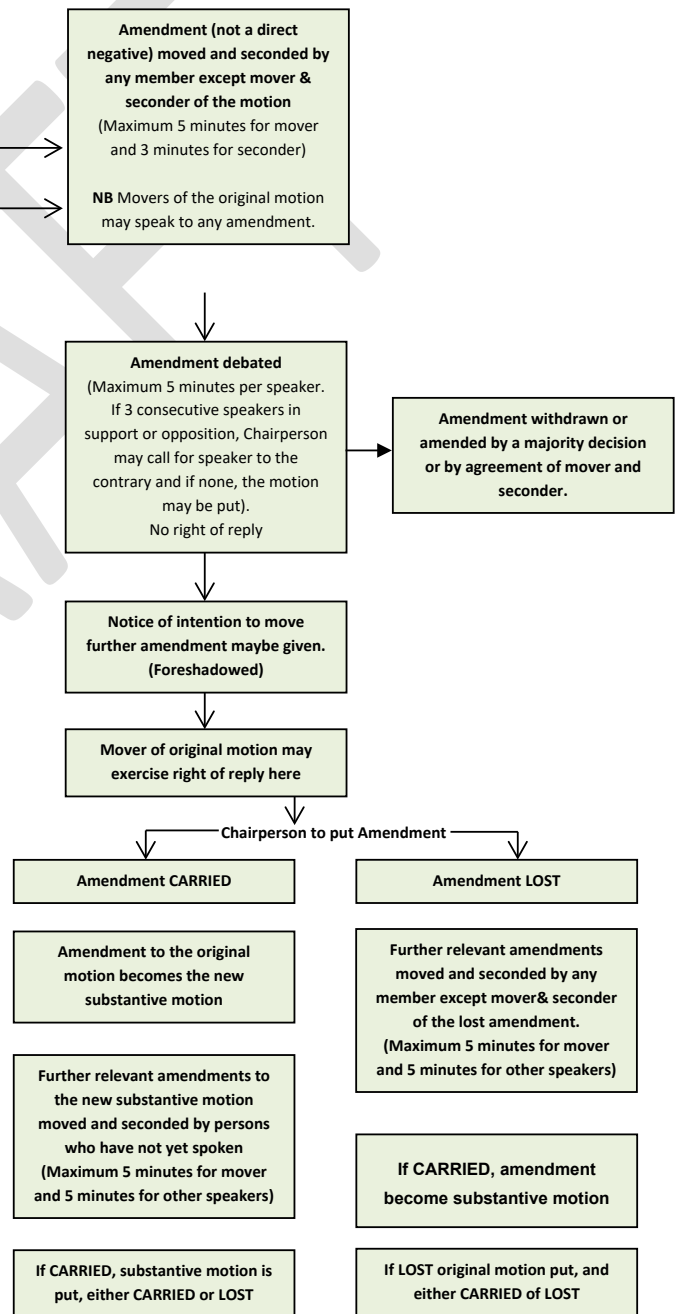 Amendment (not a direct
negative) moved and seconded by
any member except mover &
seconder of the motion
(Maximum 5 minutes for mover
and 3 minutes for seconder)
NB Movers of the original motion
may speak to any amendment.
Amendment debated
(Maximum 5 minutes per speaker.
If 3 consecutive speakers in
support or opposition, Chairperson
may call for speaker to the
contrary and if none, the motion
may be put).
No right of reply
Amendment withdrawn or
amended by a majority decision
or by agreement of mover and
seconder.
Notice of intention to move
further amendment maybe given.
(Foreshadowed)
Mover of original motion may
exercise right of reply here
Chairperson to put Amendment
Amendment CARRIED
Amendment to the original
motion becomes the new
substantive motion
Further relevant amendments to
the new substantive motion
moved and seconded by persons
who have not yet spoken
(Maximum 5 minutes for mover
and 5 minutes for other speakers)
If CARRIED, substantive motion is
put, either CARRIED or LOST
Amendment LOST
Further relevant amendments
moved and seconded by any
member except mover& seconder
of the lost amendment.
(Maximum 5 minutes for mover
and 5 minutes for other speakers)
If CARRIED, amendment
become substantive motion
If LOST original motion put, and
either CARRIED of LOST